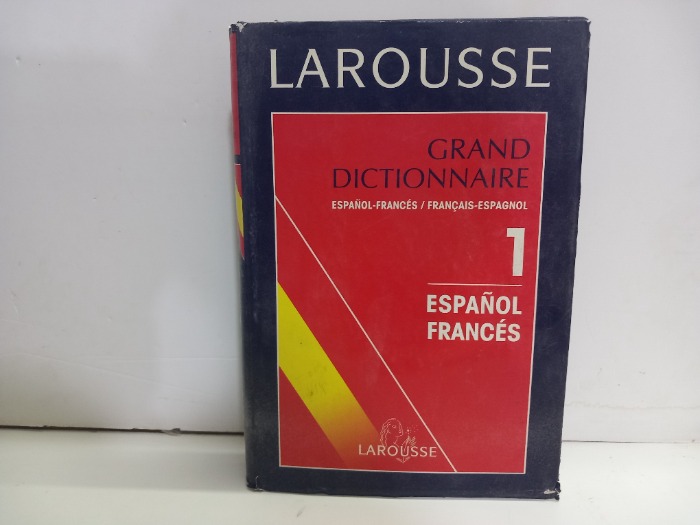 LAROUSSE
GRAND
DICTIONNAIRE
ESPAÑOL-FRANCÉS / FRANÇAIS-ESPAGNOL
1
ESPAÑOL
FRANCÉS
LAROUSSE